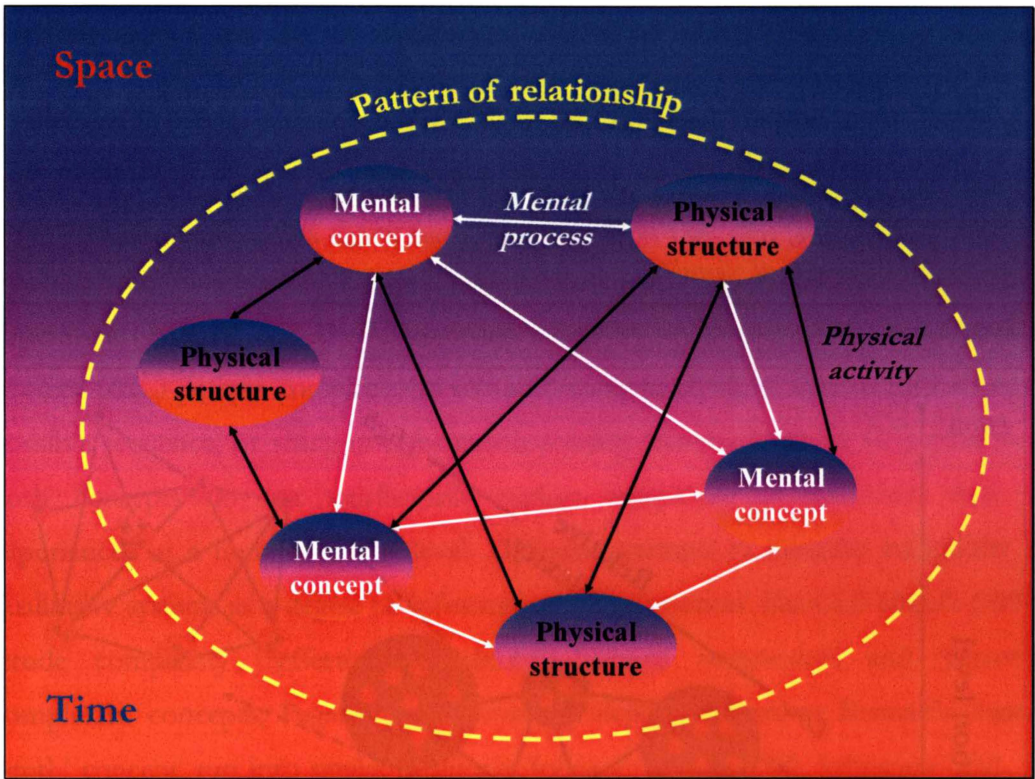 Space
Pattern of relationship
Mental
concept
Mental
process
Physical
structure
Physical
structure
Physical
activity
Mental
concept
Mental
concept
Physical
structure
Time